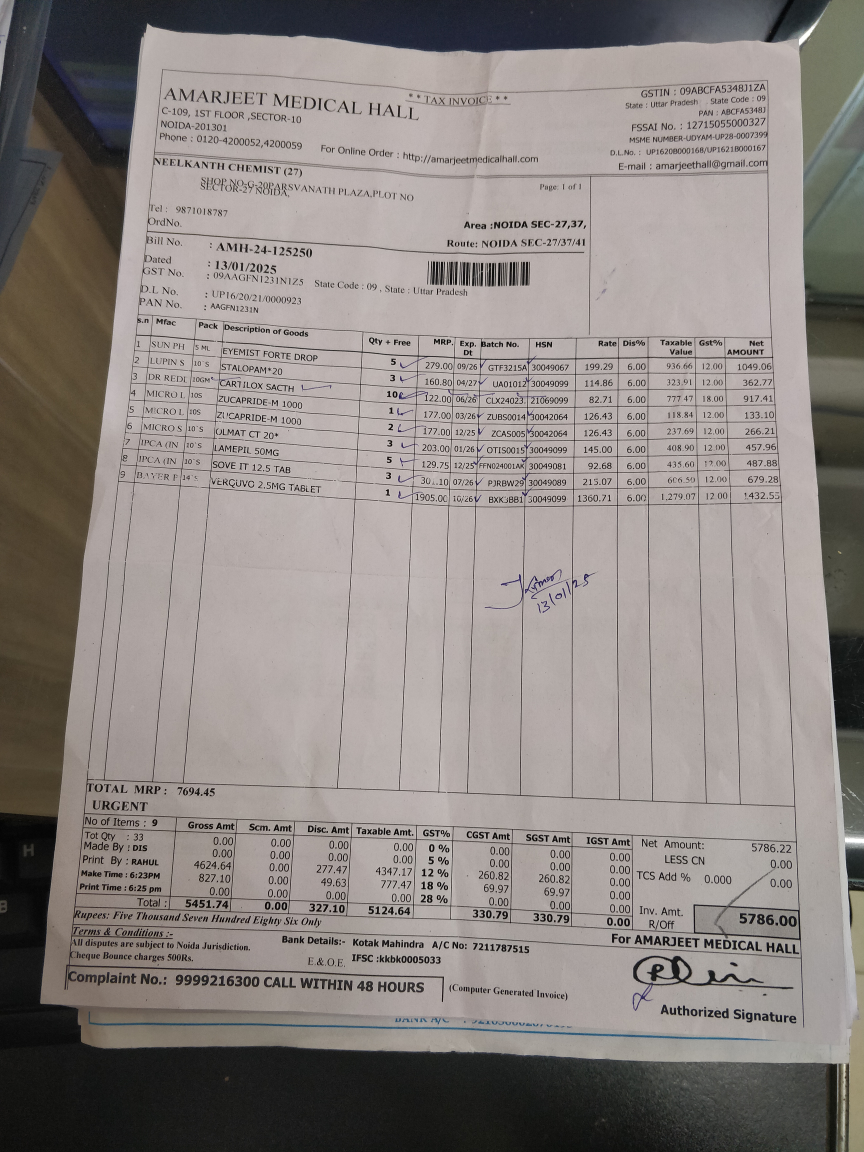 **TAX INVOICE**
AMARJEET MEDICAL HALL
C-109, 1ST FLOOR ,SECTOR-10
NOIDA-201301
Phone : 0120-4200052,4200059
For Online Order : http://amarjeetmedicalhall.com
GSTIN : 09ABCFA5348J1ZA
State : Uttar Pradesh State Code : 09
PAN : ABCFA5348J
FSSAI No. : 12715055000327
MSME NUMBER-UDYAM-UP28-0007399
D.L.No. : UP1620B000168/UP1621B000167
E-mail : amarjeethall@gmail.com
NEELKANTH CHEMIST (27)
SHOP NO-G-20PARSVANATH PLAZA,PLOT NO
SECTOR-27 NOIDA,
Page: 1 of 1
Tel : 9871018787
OrdNo.
Area :NOIDA SEC-27,37,
Route: NOIDA SEC-27/37/41
Bill No. : AMH-24-125250
Dated : 13/01/2025
GST No. : 09AAGFN1231N1Z5 State Code : 09 , State : Uttar Pradesh
D.L No. : UP16/20/21/0000923
PAN No. : AAGFN1231N
s.n Mfac Pack Description of Goods Qty + Free MRP. Exp. Dt Batch No. HSN Rate Dis% Taxable Value Gst% Net AMOUNT
1 SUN PH 5 ML EYEMIST FORTE DROP 5 279.00 09/26 GTF3215A 30049067 199.29 6.00 936.66 12.00 1049.06
2 LUPIN S 10`S STALOPAM*20 3 160.80 04/27 UA01012 30049099 114.86 6.00 323.91 12.00 362.77
3 DR REDL 10GM* CARTILOX SACTH 10 122.00 06/26 CLX24023 21069099 82.71 6.00 777.47 18.00 917.41
4 MICRO L 10S ZUCAPRIDE-M 1000 1 177.00 03/26 ZUBS0014 30042064 126.43 6.00 118.84 12.00 133.10
5 MICRO L 10S ZUCAPRIDE-M 1000 2 177.00 12/25 ZCAS005 30042064 126.43 6.00 237.69 12.00 266.21
6 MICRO S 10`S OLMAT CT 20* 3 203.00 01/26 OTIS0015 30049099 145.00 6.00 408.90 12.00 457.96
7 IPCA (IN 10`S LAMEPIL 50MG 5 129.75 12/25 FFN024001AK 30049081 92.68 6.00 435.60 12.00 487.88
8 IPCA (IN 10`S SOVE IT 12.5 TAB 3 07/26 PJRBW29 30049089 215.07 6.00 606.50 12.00 679.28
9 BAYER F 14`S VERQUVO 2.5MG TABLET 1 1905.00 10/26 BXKJBB1 30049099 1360.71 6.00 1,279.07 12.00 1432.55
13/01/25
TOTAL MRP : 7694.45
URGENT
No of Items : 9
Tot Qty : 33
Made By : DIS
Print By : RAHUL
Make Time : 6:23PM
Print Time : 6:25 pm
Gross Amt Scm. Amt Disc. Amt Taxable Amt. GST% CGST Amt SGST Amt IGST Amt
0.00 0.00 0.00 0.00 0 % 0.00 0.00 0.00
0.00 0.00 0.00 0.00 5 % 0.00 0.00 0.00
4624.64 0.00 277.47 4347.17 12 % 260.82 260.82 0.00
827.10 0.00 49.63 777.47 18 % 69.97 69.97 0.00
0.00 0.00 0.00 0.00 28 % 0.00 0.00 0.00
Total : 5451.74 0.00 327.10 5124.64 330.79 330.79 0.00
Net Amount: 5786.22
LESS CN 0.00
TCS Add % 0.000 0.00
Inv. Amt.
R/Off 5786.00
Rupees: Five Thousand Seven Hundred Eighty Six Only
Terms & Conditions :-
All disputes are subject to Noida Jurisdiction.
Cheque Bounce charges 500Rs.
E.&.O.E.
Bank Details:- Kotak Mahindra A/C No: 7211787515
IFSC :kkbk0005033
For AMARJEET MEDICAL HALL
Complaint No.: 9999216300 CALL WITHIN 48 HOURS
(Computer Generated Invoice)
Authorized Signature
BANK A/C
H
B